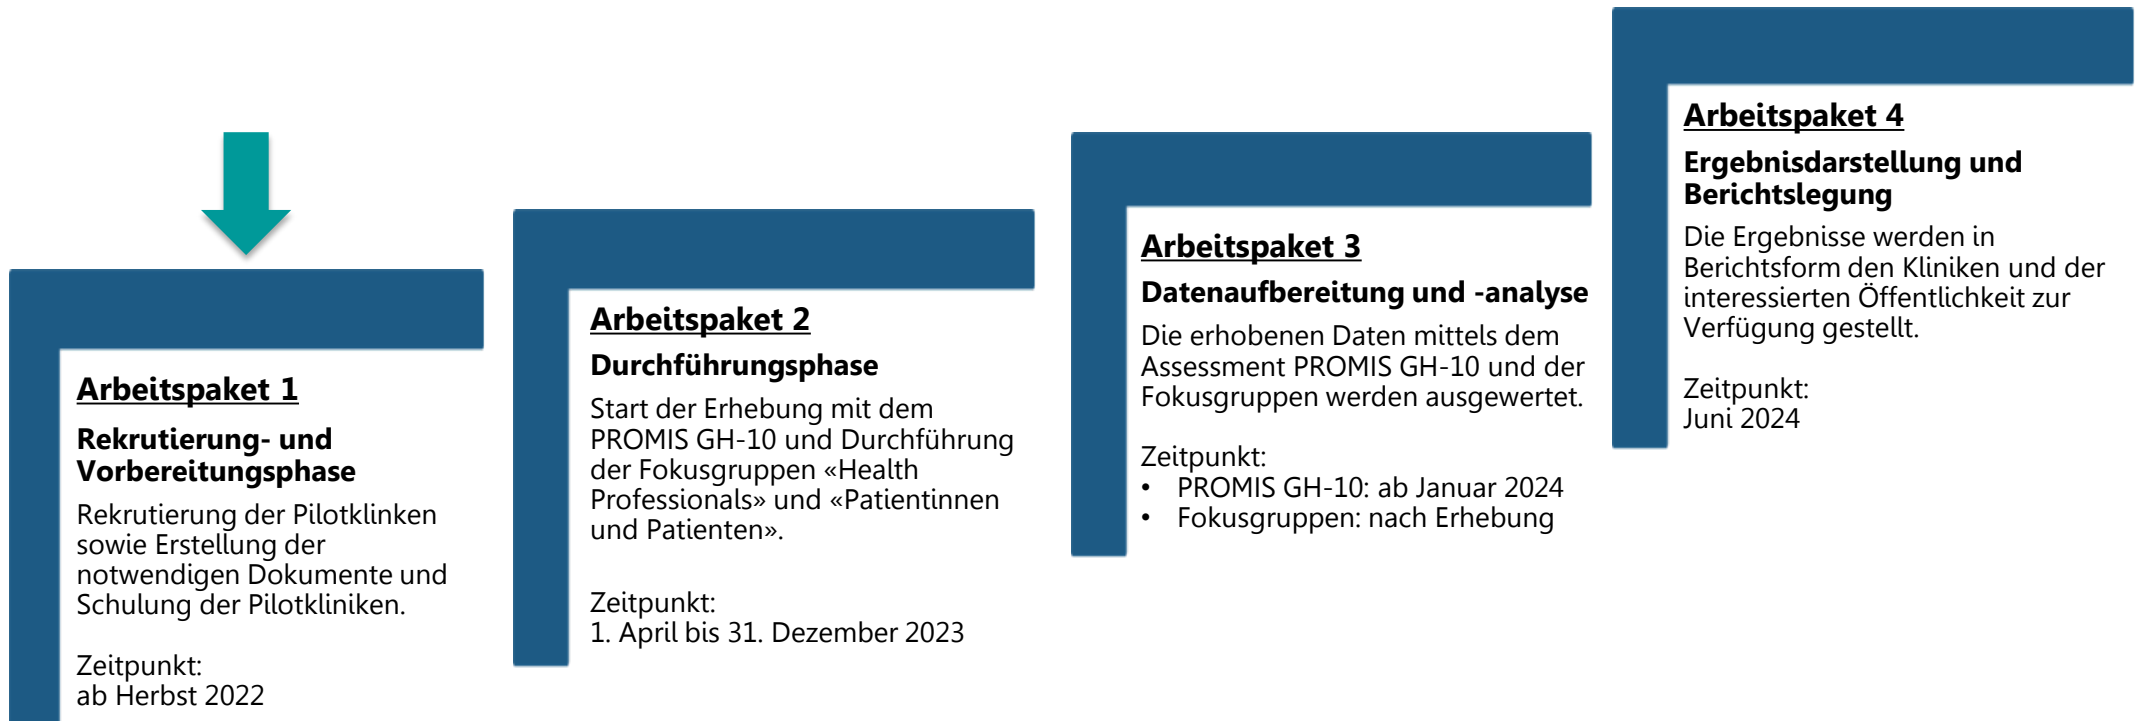 Arbeitspaket 1
Rekrutierung- und
Vorbereitungsphase
Rekrutierung der Pilotklinken
sowie Erstellung der
notwendigen Dokumente und
Schulung der Pilotkliniken.
Zeitpunkt:
ab Herbst 2022
Arbeitspaket 2
Durchführungsphase
Start der Erhebung mit dem
PROMIS GH-10 und Durchführung
der Fokusgruppen «Health
Professionals» und «Patientinnen
und Patienten».
Zeitpunkt:
1. April bis 31. Dezember 2023
Arbeitspaket 3
Datenaufbereitung und -analyse
Die erhobenen Daten mittels dem
Assessment PROMIS GH-10 und der
Fokusgruppen werden ausgewertet.
Zeitpunkt:
• PROMIS GH-10: ab Januar 2024
• Fokusgruppen: nach Erhebung
Arbeitspaket 4
Ergebnisdarstellung und
Berichtslegung
Die Ergebnisse werden in
Berichtsform den Kliniken und der
interessierten Öffentlichkeit zur
Verfügung gestellt.
Zeitpunkt:
Juni 2024